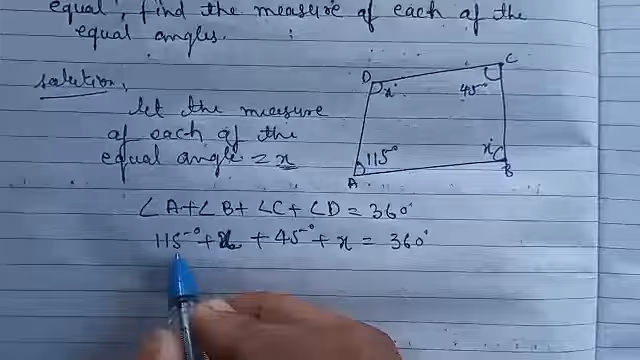 equal, find the measure of each of the
equal angles.
solution,
let the measure
of each of the
equal angle = x
D
C
x°
45°
115°
x°
A
B
∠A+∠B+∠C+∠D = 360°
115°+x +45°+x = 360°